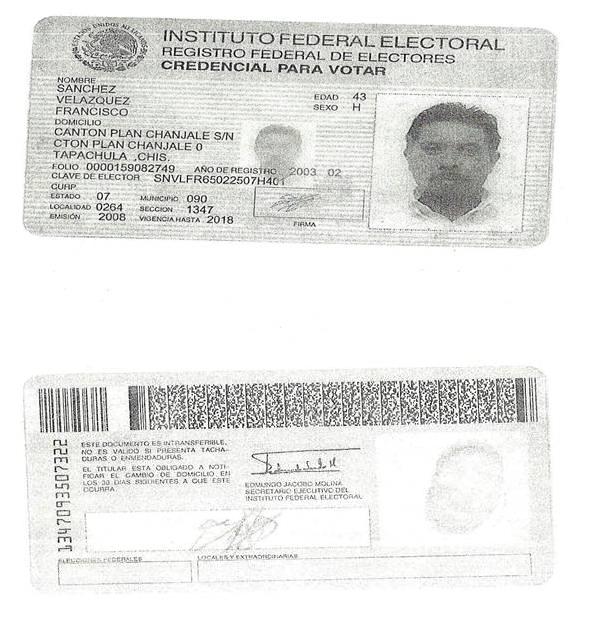 ESTADOS UNIDOS MEXICANOS
INSTITUTO FEDERAL ELECTORAL
REGISTRO FEDERAL DE ELECTORES
CREDENCIAL PARA VOTAR
NOMBRE
SANCHEZ
VELAZQUEZ
FRANCISCO
EDAD 43
SEXO H
DOMICILIO
CANTON PLAN CHANJALE S/N
CTON PLAN CHANJALE 0
TAPACHULA ,CHIS.
FOLIO 0000159082749 AÑO DE REGISTRO 2003 02
CLAVE DE ELECTOR SNVLFR65022507H401
CURP
ESTADO 07 MUNICIPIO 090
LOCALIDAD 0264 SECCION 1347
EMISIÓN 2008 VIGENCIA HASTA 2018
FIRMA
ESTE DOCUMENTO ES INTRANSFERIBLE,
NO ES VALIDO SI PRESENTA TACHA-
DURAS O ENMENDADURAS.
EL TITULAR ESTA OBLIGADO A NOTI-
FICAR EL CAMBIO DE DOMICILIO EN
LOS 30 DIAS SIGUIENTES A QUE ESTE
OCURRA.
EDMUNDO JACOBO MOLINA
SECRETARIO EJECUTIVO DEL
INSTITUTO FEDERAL ELECTORAL
1347093507322
ELECCIONES FEDERALES
LOCALES Y EXTRAORDINARIAS